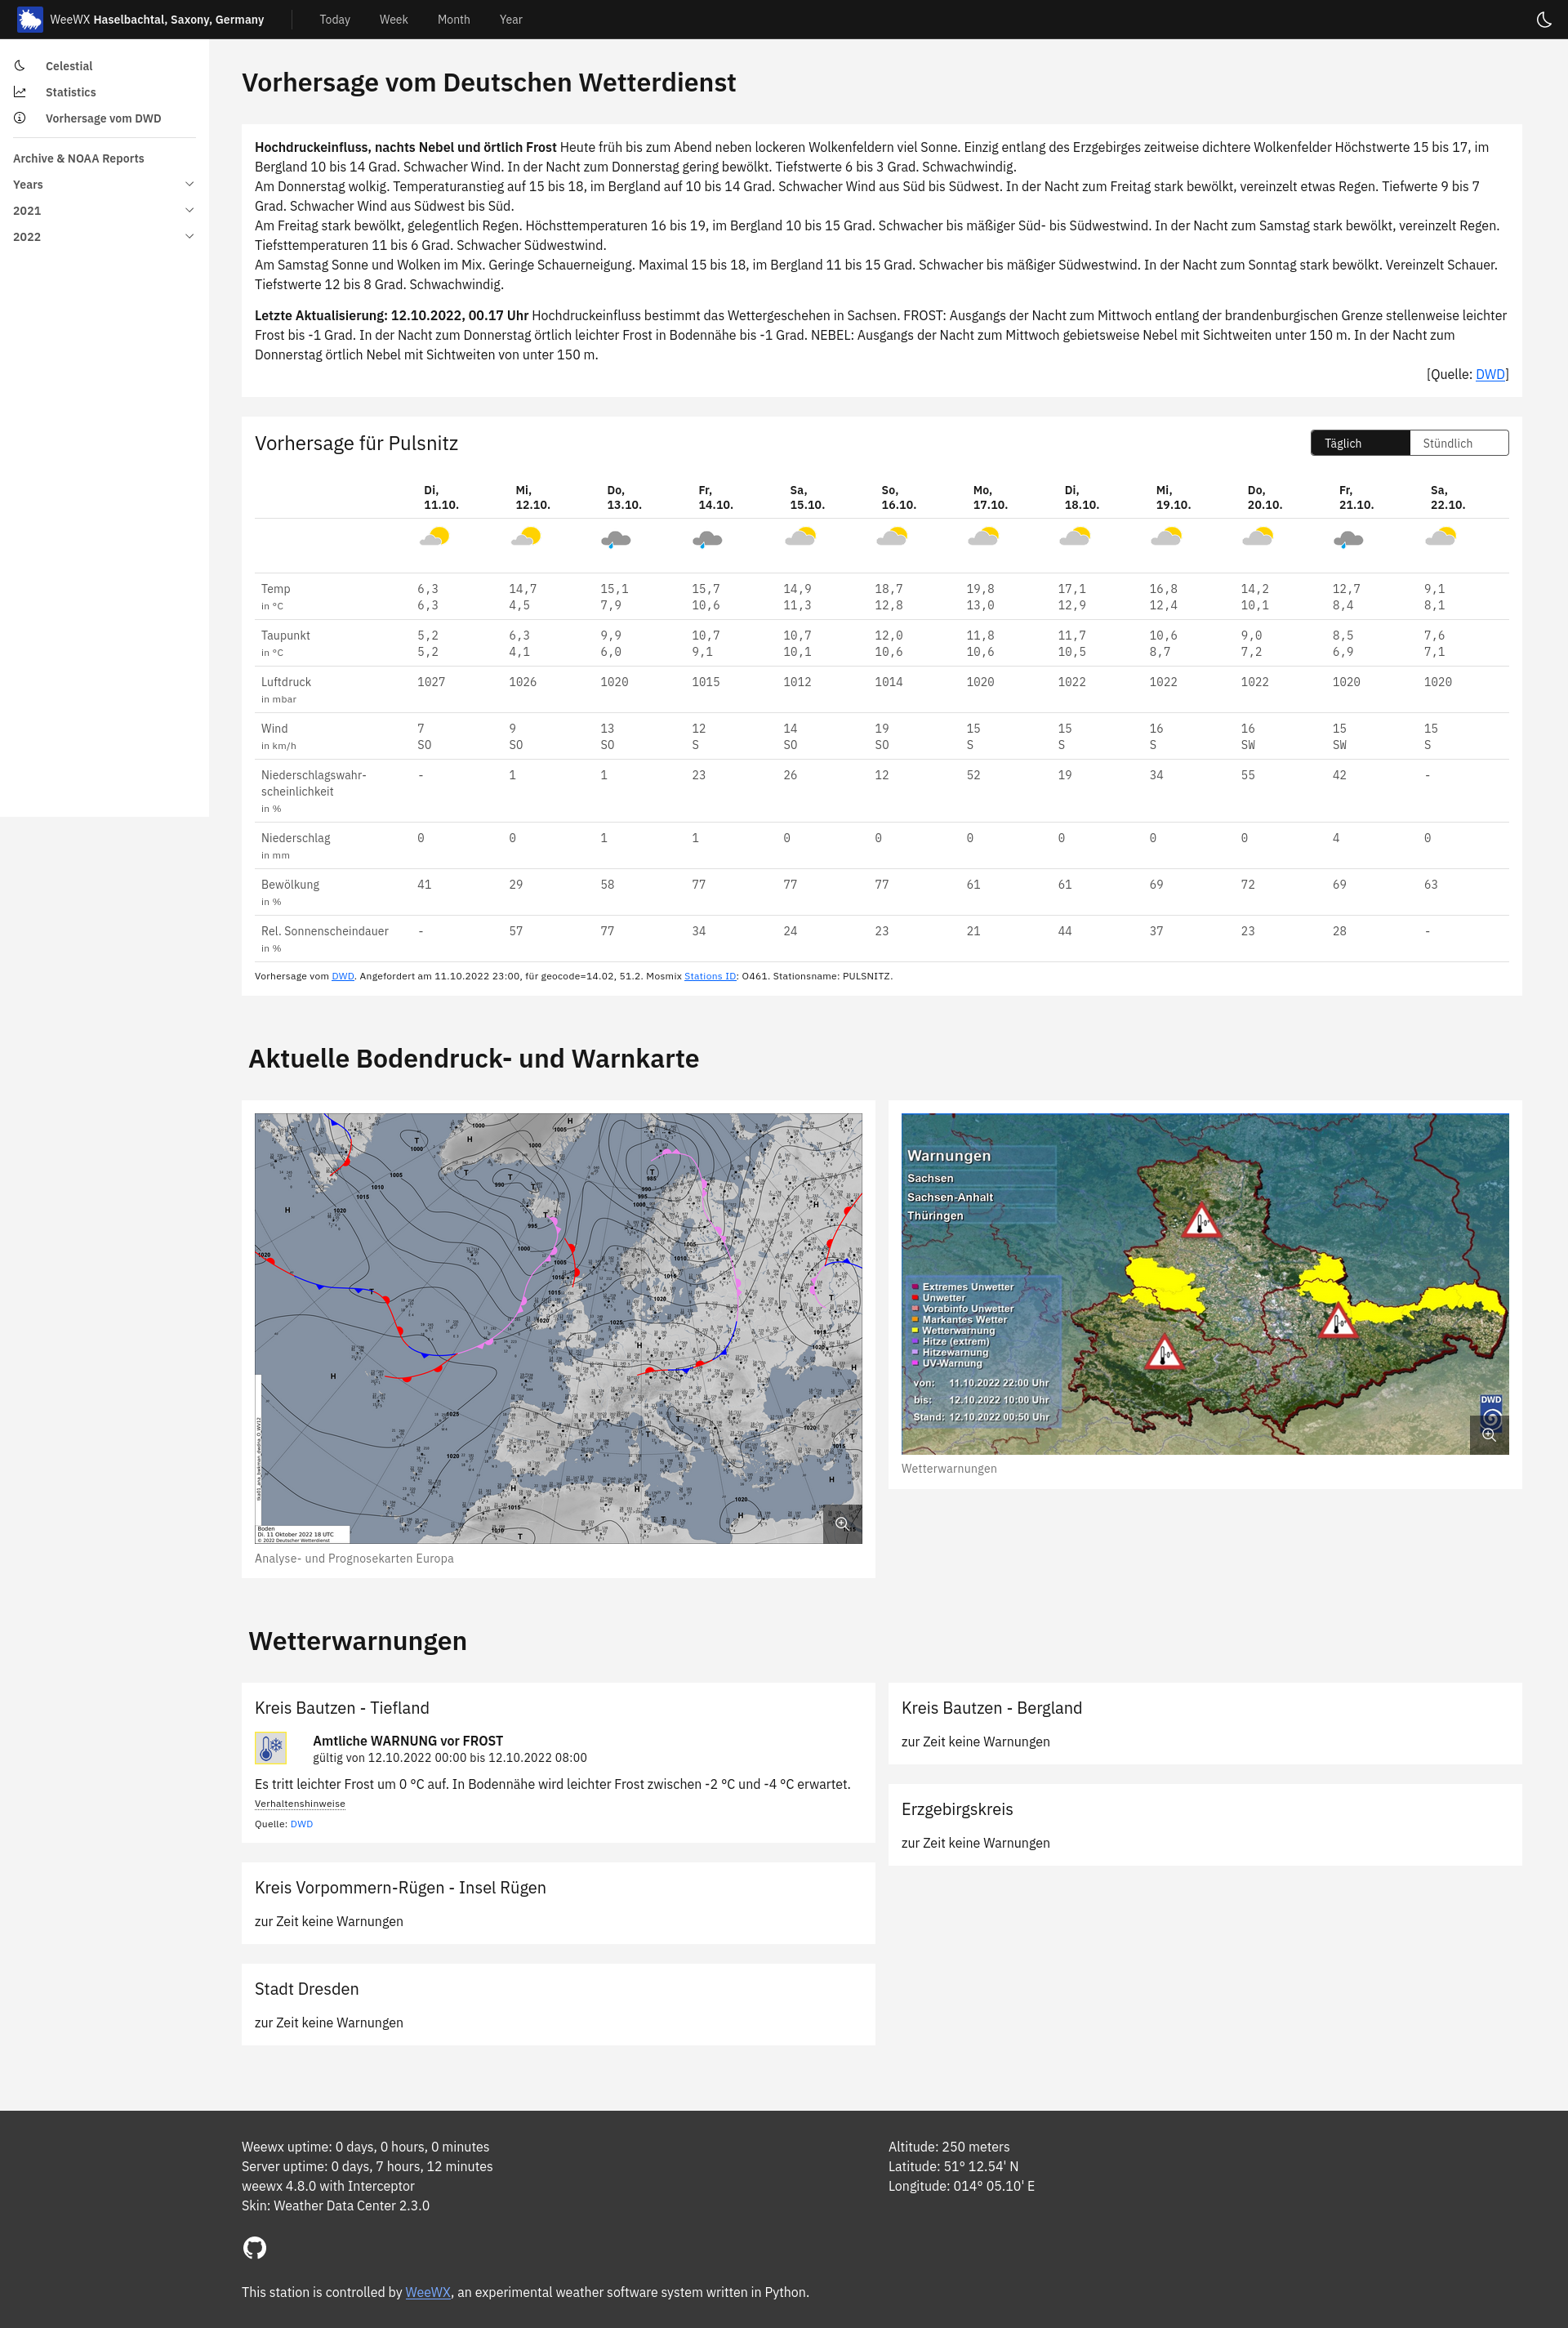 WeeWX Haselbachtal, Saxony, Germany
Today
Week
Month
Year
Celestial
Statistics
Vorhersage vom DWD
Archive & NOAA Reports
Years
2021
2022
Vorhersage vom Deutschen Wetterdienst
Hochdruckeinfluss, nachts Nebel und örtlich Frost Heute früh bis zum Abend neben lockeren Wolkenfeldern viel Sonne. Einzig entlang des Erzgebirges zeitweise dichtere Wolkenfelder Höchstwerte 15 bis 17, im
Bergland 10 bis 14 Grad. Schwacher Wind. In der Nacht zum Donnerstag gering bewölkt. Tiefstwerte 6 bis 3 Grad. Schwachwindig.
Am Donnerstag wolkig. Temperaturanstieg auf 15 bis 18, im Bergland auf 10 bis 14 Grad. Schwacher Wind aus Süd bis Südwest. In der Nacht zum Freitag stark bewölkt, vereinzelt etwas Regen. Tiefwerte 9 bis 7
Grad. Schwacher Wind aus Südwest bis Süd.
Am Freitag stark bewölkt, gelegentlich Regen. Höchsttemperaturen 16 bis 19, im Bergland 10 bis 15 Grad. Schwacher bis mäßiger Süd- bis Südwestwind. In der Nacht zum Samstag stark bewölkt, vereinzelt Regen.
Tiefsttemperaturen 11 bis 6 Grad. Schwacher Südwestwind.
Am Samstag Sonne und Wolken im Mix. Geringe Schauerneigung. Maximal 15 bis 18, im Bergland 11 bis 15 Grad. Schwacher bis mäßiger Südwestwind. In der Nacht zum Sonntag stark bewölkt. Vereinzelt Schauer.
Tiefstwerte 12 bis 8 Grad. Schwachwindig.
Letzte Aktualisierung: 12.10.2022, 00.17 Uhr Hochdruckeinfluss bestimmt das Wettergeschehen in Sachsen. FROST: Ausgangs der Nacht zum Mittwoch entlang der brandenburgischen Grenze stellenweise leichter
Frost bis -1 Grad. In der Nacht zum Donnerstag örtlich leichter Frost in Bodennähe bis -1 Grad. NEBEL: Ausgangs der Nacht zum Mittwoch gebietsweise Nebel mit Sichtweiten unter 150 m. In der Nacht zum
Donnerstag örtlich Nebel mit Sichtweiten von unter 150 m.
[Quelle: DWD]
Vorhersage für Pulsnitz
Täglich Stündlich
Di, Mi, Do, Fr, Sa, So, Mo, Di, Mi, Do, Fr, Sa,
11.10. 12.10. 13.10. 14.10. 15.10. 16.10. 17.10. 18.10. 19.10. 20.10. 21.10. 22.10.
Temp 6,3 14,7 15,1 15,7 14,9 18,7 19,8 17,1 16,8 14,2 12,7 9,1
in °C 6,3 4,5 7,9 10,6 11,3 12,8 13,0 12,9 12,4 10,1 8,4 8,1
Taupunkt 5,2 6,3 9,9 10,7 10,7 12,0 11,8 11,7 10,6 9,0 8,5 7,6
in °C 5,2 4,1 6,0 9,1 10,1 10,6 10,6 10,5 8,7 7,2 6,9 7,1
Luftdruck 1027 1026 1020 1015 1012 1014 1020 1022 1022 1022 1020 1020
in mbar
Wind 7 9 13 12 14 19 15 15 16 16 15 15
in km/h SO SO SO S SO SO S S S SW SW S
Niederschlagswahr- - 1 1 23 26 12 52 19 34 55 42 -
scheinlichkeit
in %
Niederschlag 0 0 1 1 0 0 0 0 0 0 4 0
in mm
Bewölkung 41 29 58 77 77 77 61 61 69 72 69 63
in %
Rel. Sonnenscheindauer - 57 77 34 24 23 21 44 37 23 28 -
in %
Vorhersage vom DWD. Angefordert am 11.10.2022 23:00, für geocode=14.02, 51.2. Mosmix Stations ID: O461. Stationsname: PULSNITZ.
Aktuelle Bodendruck- und Warnkarte
Boden
Di. 11 Oktober 2022 18 UTC
© 2022 Deutscher Wetterdienst
Analyse- und Prognosekarten Europa
Warnungen
Sachsen
Sachsen-Anhalt
Thüringen
Extremes Unwetter
Unwetter
Vorabinfo Unwetter
Markantes Wetter
Wetterwarnung
Hitze (extrem)
Hitzewarnung
UV-Warnung
von: 11.10.2022 22:00 Uhr
bis: 12.10.2022 10:00 Uhr
Stand: 12.10.2022 00:50 Uhr
DWD
Wetterwarnungen
Wetterwarnungen
Kreis Bautzen - Tiefland
Amtliche WARNUNG vor FROST
gültig von 12.10.2022 00:00 bis 12.10.2022 08:00
Es tritt leichter Frost um 0 °C auf. In Bodennähe wird leichter Frost zwischen -2 °C und -4 °C erwartet.
Verhaltenshinweise
Quelle: DWD
Kreis Vorpommern-Rügen - Insel Rügen
zur Zeit keine Warnungen
Stadt Dresden
zur Zeit keine Warnungen
Kreis Bautzen - Bergland
zur Zeit keine Warnungen
Erzgebirgskreis
zur Zeit keine Warnungen
Weewx uptime: 0 days, 0 hours, 0 minutes
Server uptime: 0 days, 7 hours, 12 minutes
weewx 4.8.0 with Interceptor
Skin: Weather Data Center 2.3.0
Altitude: 250 meters
Latitude: 51° 12.54' N
Longitude: 014° 05.10' E
This station is controlled by WeeWX, an experimental weather software system written in Python.